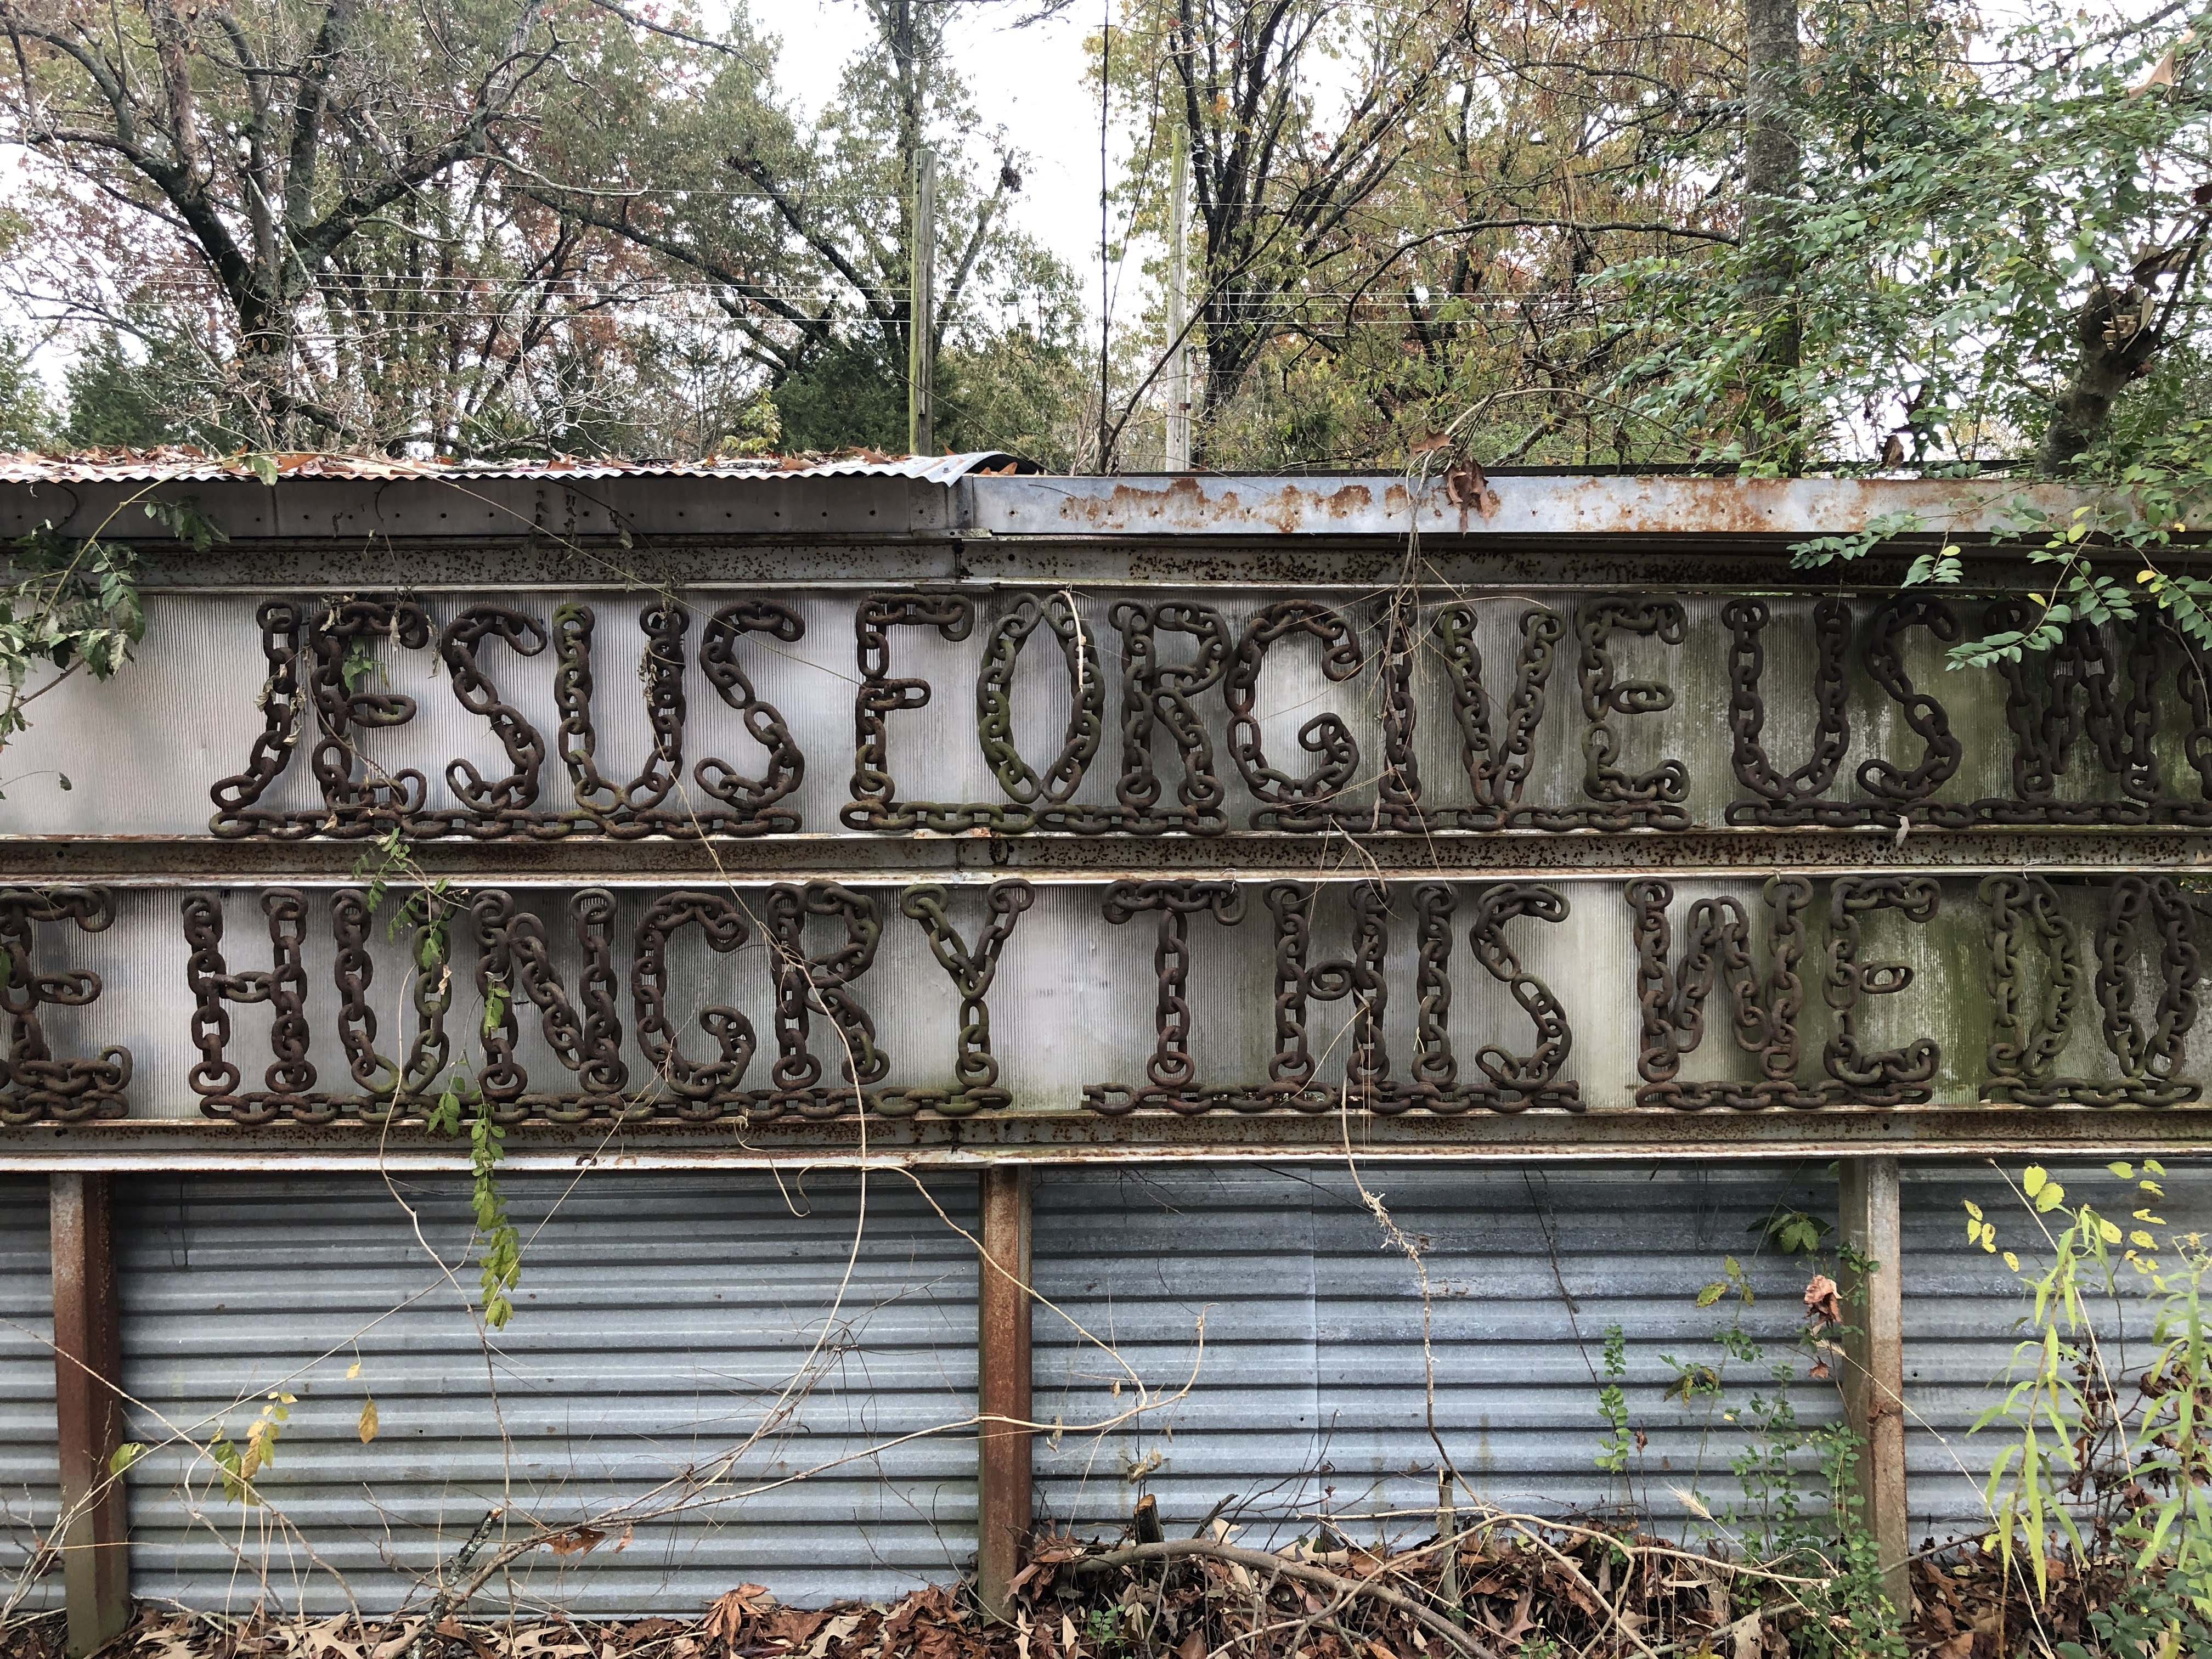 JESUS FORGIVE US W
E HUNGRY THIS WE DO